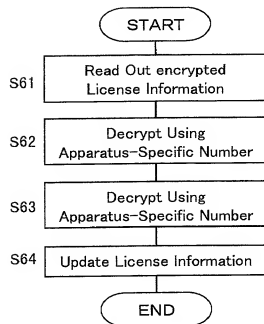 START
S61
Read Out encrypted
License Information
S62
Decrypt Using
Apparatus-Specific Number
S63
Decrypt Using
Apparatus-Specific Number
S64
Update License Information
END